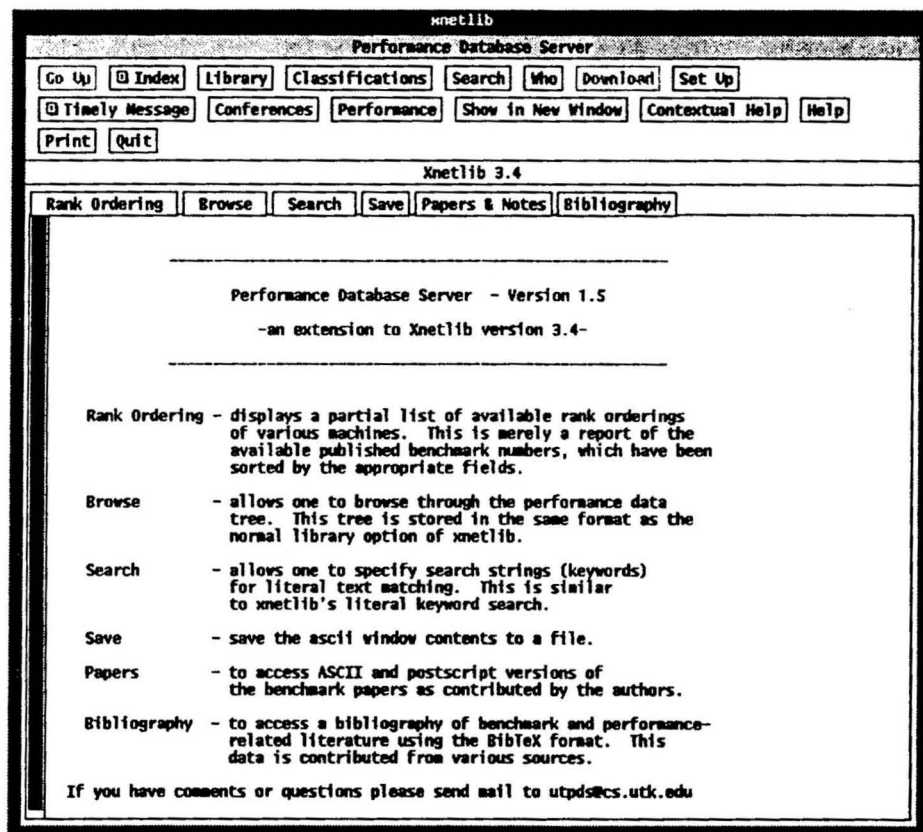 xnetlib
Performance Database Server
Go Up Index Library Classifications Search Who Download Set Up
Timely Message Conferences Performance Show in New Window Contextual Help Help
Print Quit
Xnetlib 3.4
Rank Ordering Browse Search Save Papers & Notes Bibliography
Performance Database Server - Version 1.5
-an extension to Xnetlib version 3.4-
Rank Ordering - displays a partial list of available rank orderings
of various machines. This is merely a report of the
available published benchmark numbers, which have been
sorted by the appropriate fields.
Browse - allows one to browse through the performance data
tree. This tree is stored in the same format as the
normal library option of xnetlib.
Search - allows one to specify search strings (keywords)
for literal text matching. This is similar
to xnetlib's literal keyword search.
Save - save the ascii window contents to a file.
Papers - to access ASCII and postscript versions of
the benchmark papers as contributed by the authors.
Bibliography - to access a bibliography of benchmark and performance-
related literature using the BibTeX format. This
data is contributed from various sources.
If you have comments or questions please send mail to utpds@cs.utk.edu